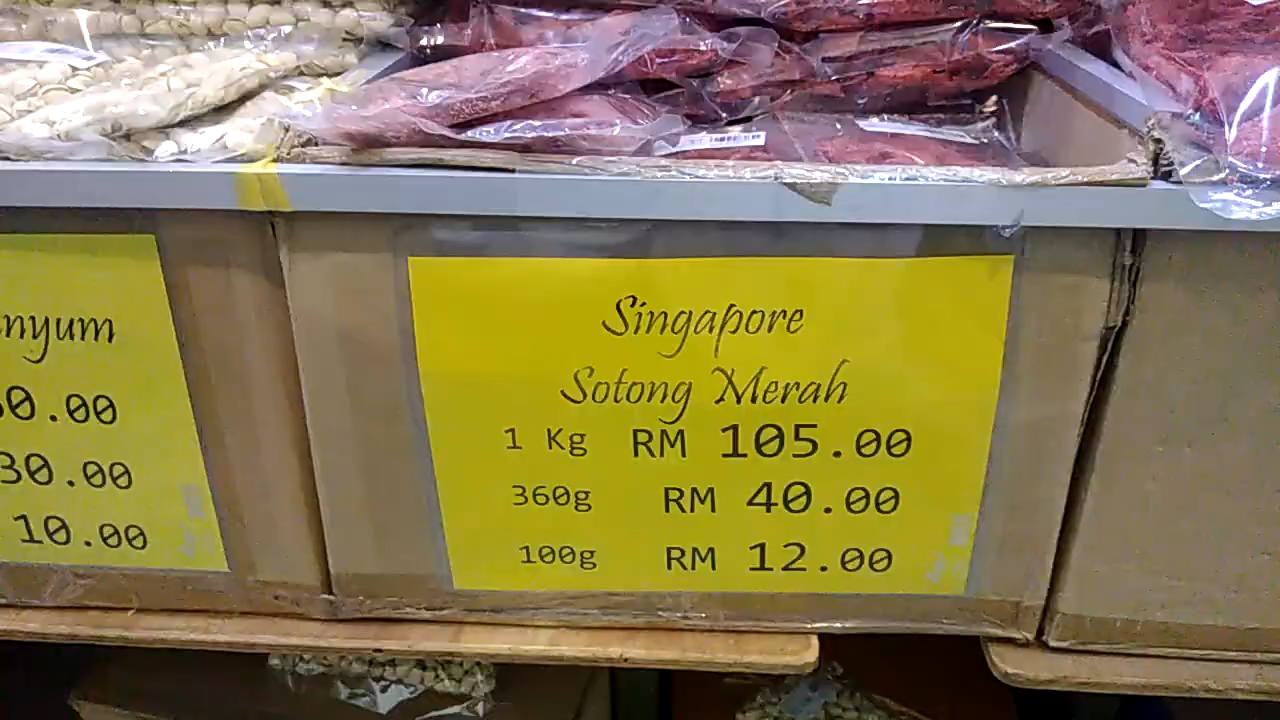 nyum
0.00
30.00
10.00
Singapore
Sotong Merah
1 Kg RM 105.00
360g RM 40.00
100g RM 12.00